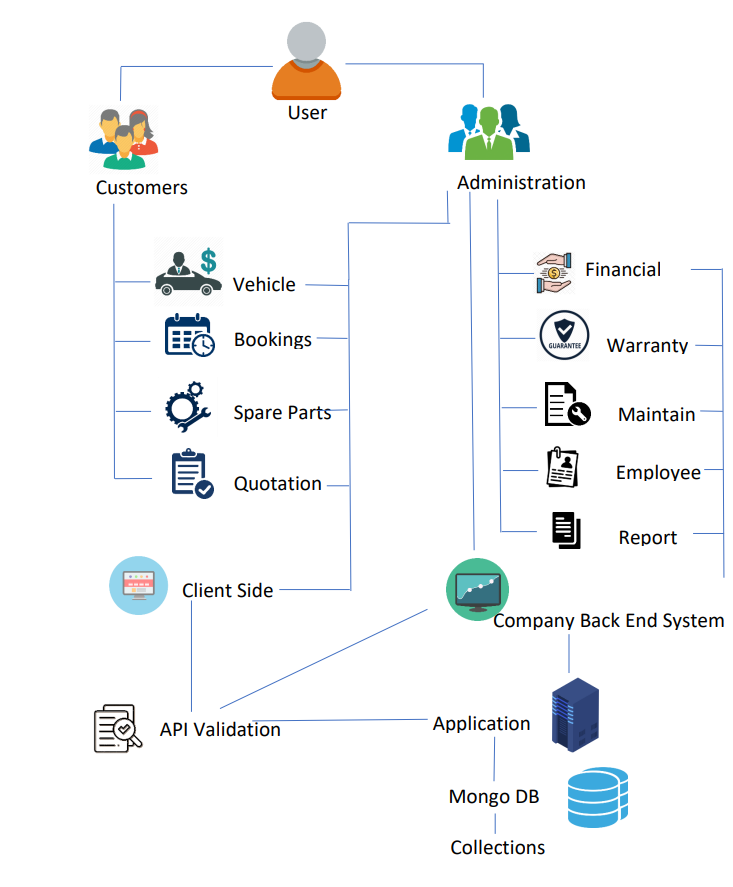 User
Customers
Administration
$
Vehicle
$
Financial
Bookings
GUARANTEE
Warranty
Spare Parts
Maintain
Quotation
Employee
Report
Client Side
Company Back End System
API Validation
Application
Mongo DB
Collections